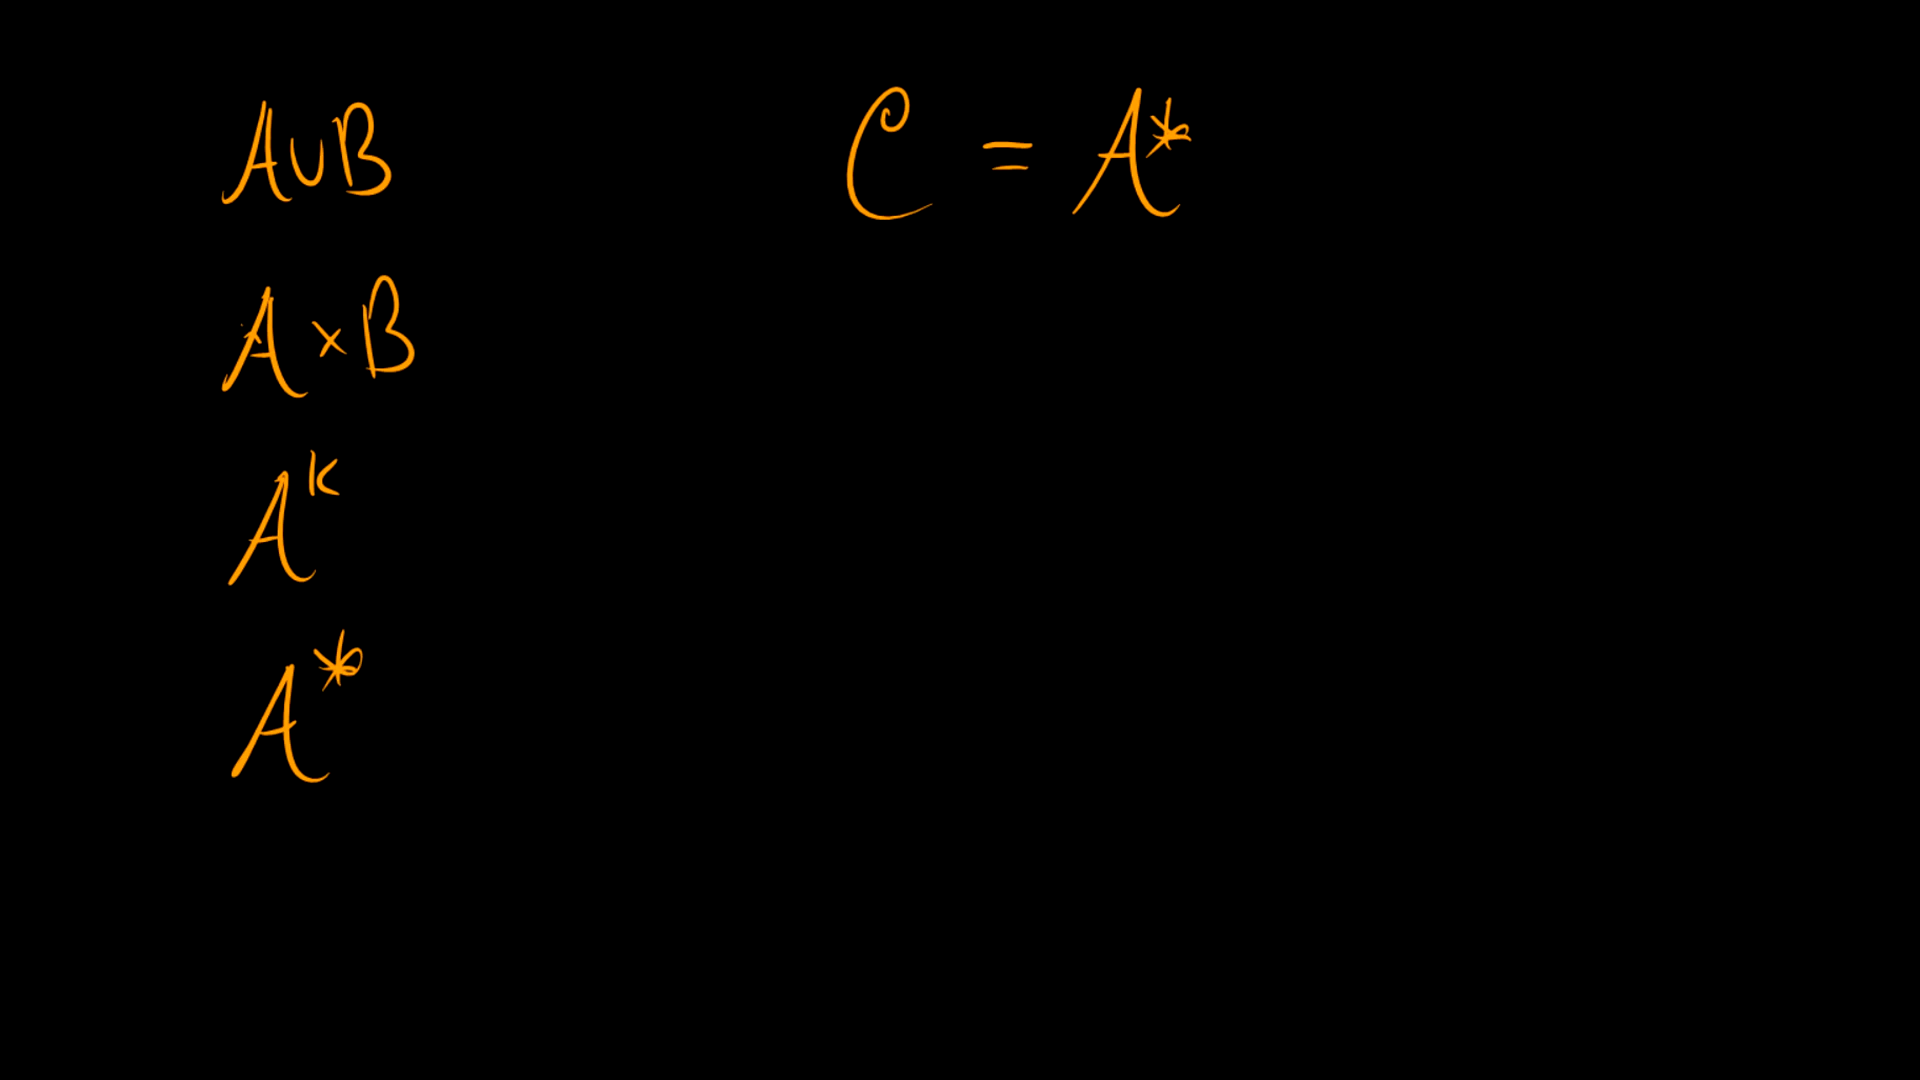 A∪B
C = A*
A×B
A^k
A*